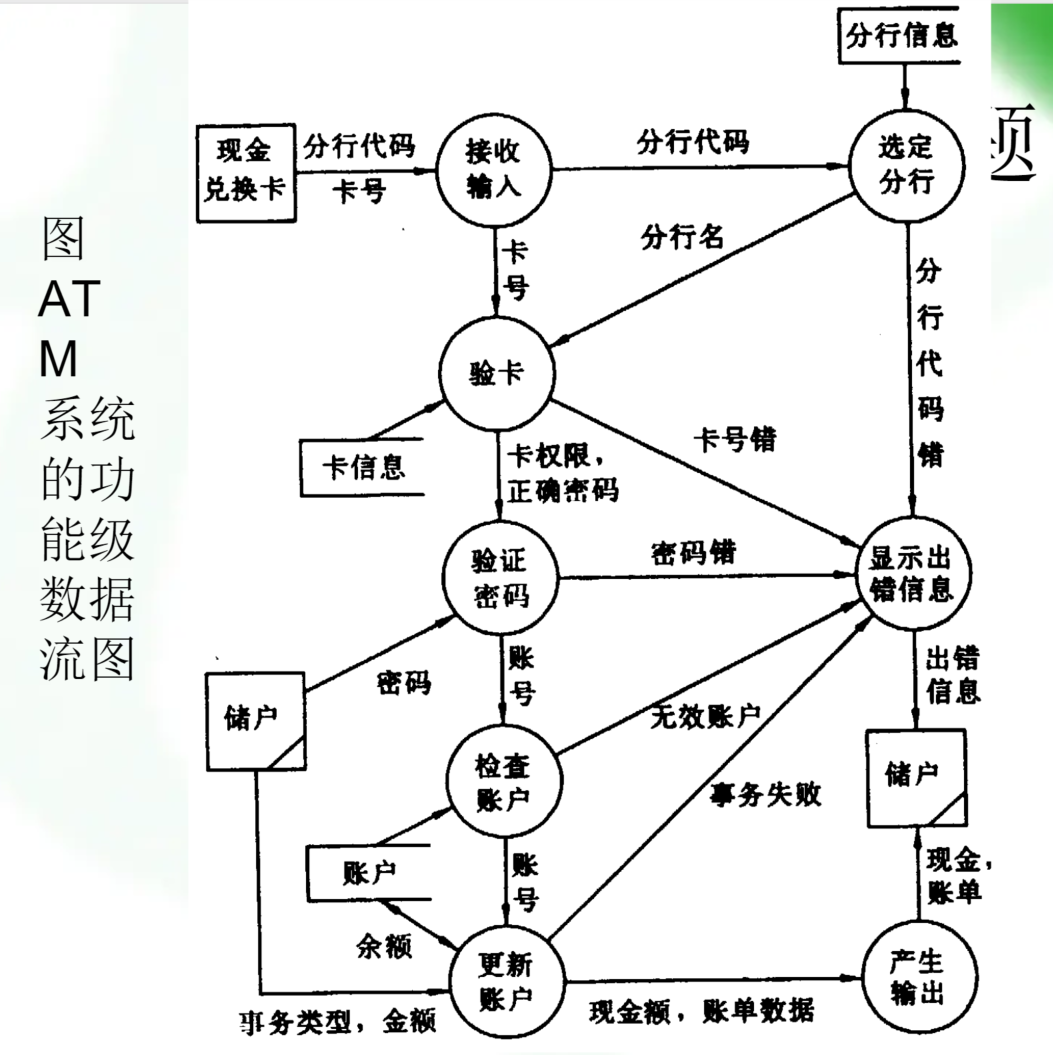 分行信息
题
现金
兑换卡
分行代码
卡号
接收
输入
分行代码
选定
分行
图
AT
M
系统
的功
能级
数据
流图
卡
号
分行名
分
行
代
码
错
验卡
卡信息
卡权限，
正确密码
卡号错
验证
密码
密码错
显示出
错信息
储户
密码
账
号
无效账户
出错
信息
检查
账户
事务失败
储户
账户
账
号
现金，
账单
余额
更新
账户
产生
输出
事务类型，金额
现金额，账单数据